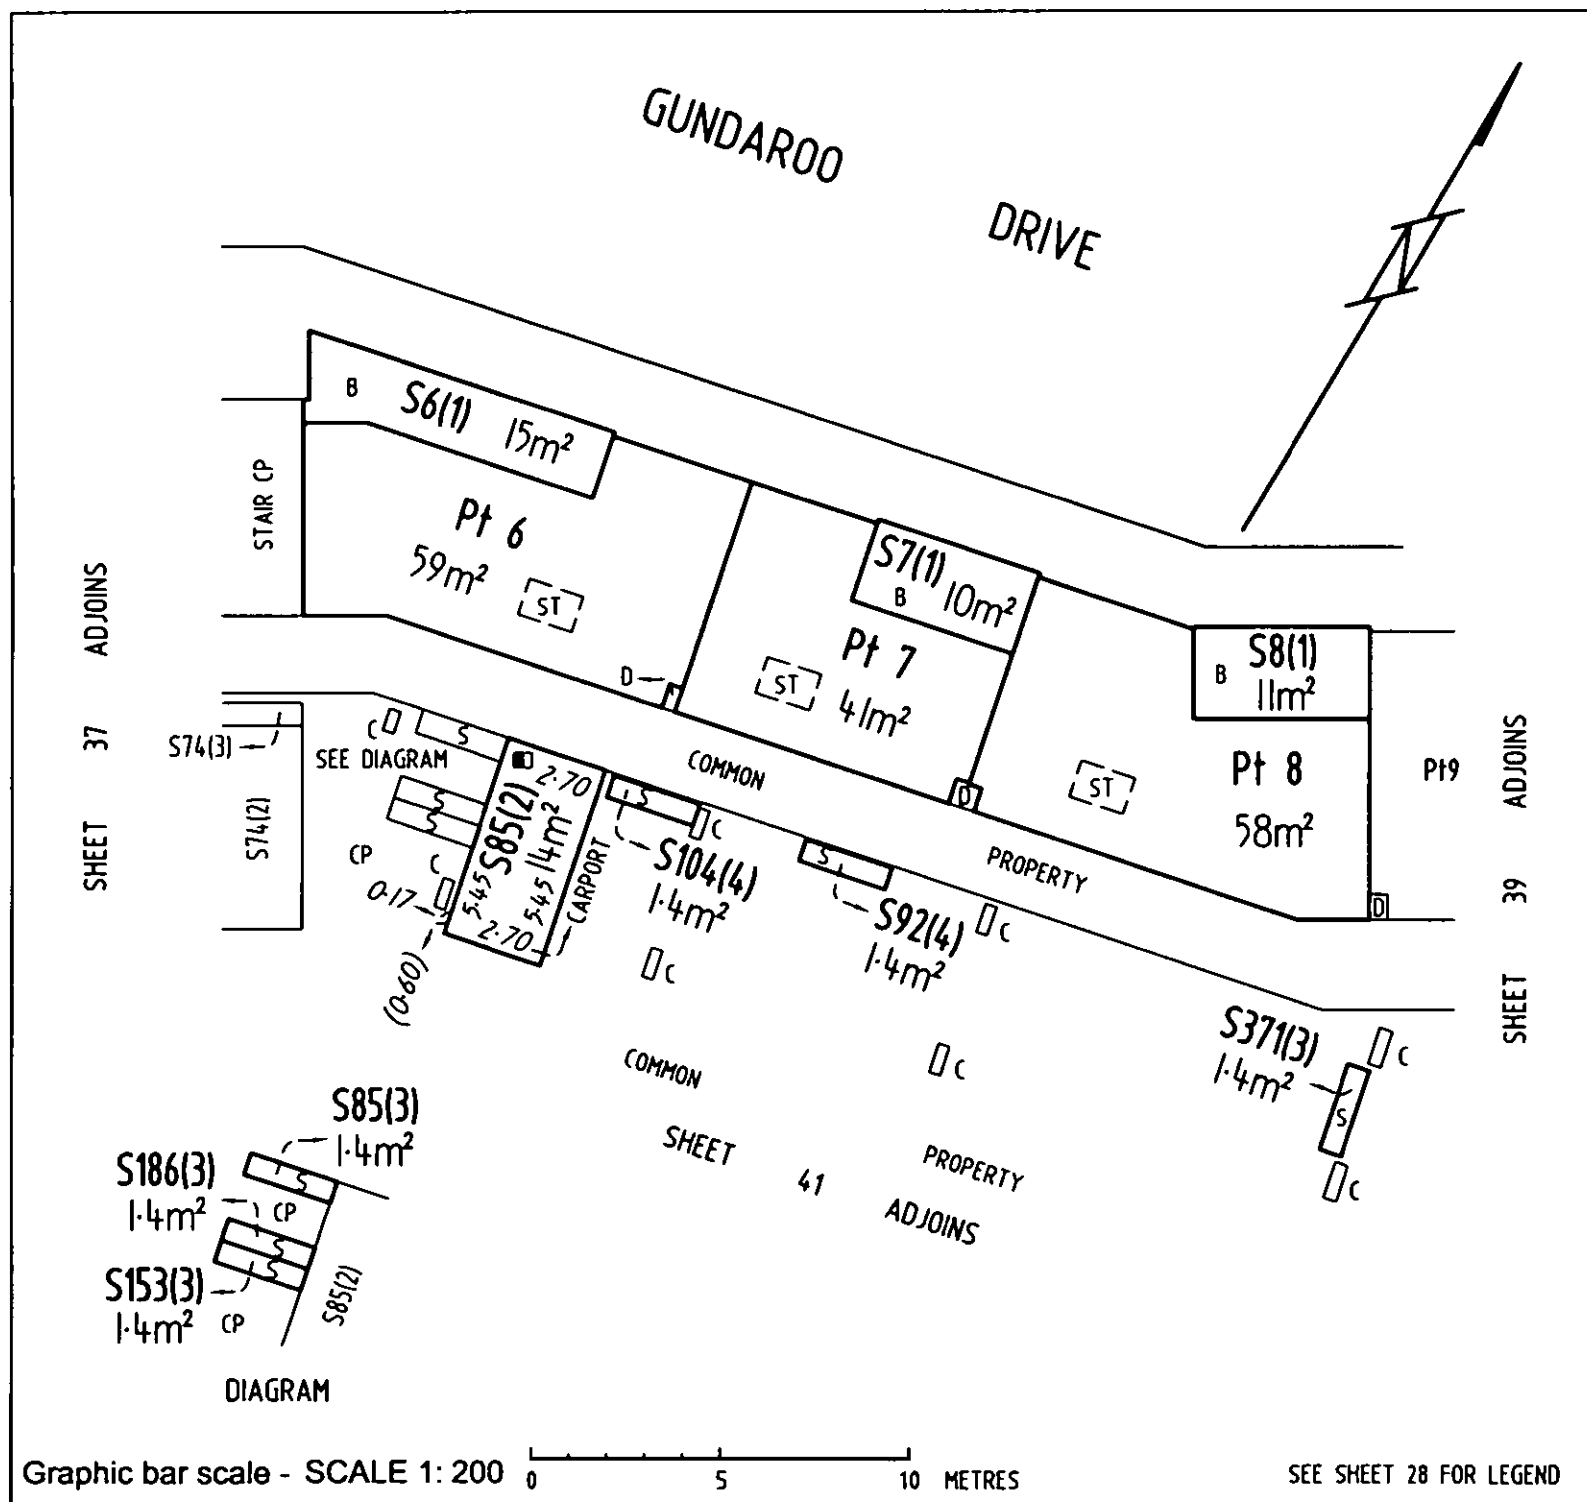 GUNDAROO
DRIVE
B
S6(1)
15m²
STAIR CP
Pt 6
59m²
ST
D
S7(1)
B
10m²
Pt 7
ST
41m²
D
S8(1)
B
11m²
Pt 8
ST
58m²
D
Pt9
ADJOINS
37
SHEET
ADJOINS
39
SHEET
S74(3)
S74(2)
C
S
SEE DIAGRAM
S
S
CP
C
0·17
(0·60)
2·70
S85(2)
14m²
5·45
5·45
2·70
CARPORT
COMMON
PROPERTY
S
C
S104(4)
1·4m²
C
S
S92(4)
1·4m²
C
C
S371(3)
1·4m²
C
S
C
COMMON
PROPERTY
SHEET
41
ADJOINS
S85(3)
1·4m²
S
S186(3)
1·4m²
CP
S
S
S153(3)
1·4m²
CP
S85(2)
DIAGRAM
Graphic bar scale - SCALE 1: 200
0 5 10 METRES
SEE SHEET 28 FOR LEGEND